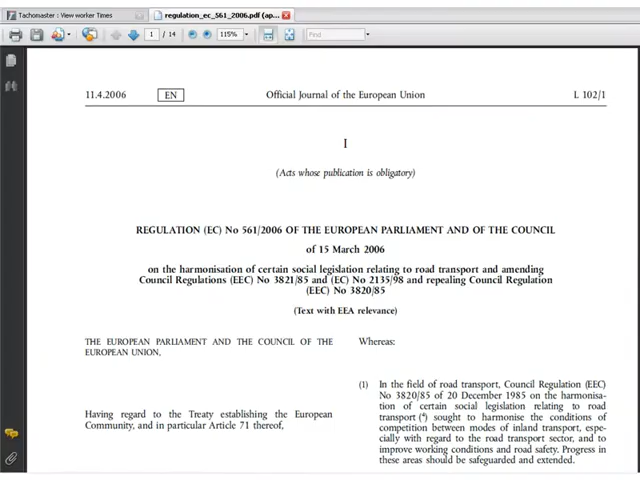 Tachomaster : View worker Times
regulation_ec_561_2006.pdf (ap...
1 / 14
115%
Find
11.4.2006 EN Official Journal of the European Union L 102/1
I
(Acts whose publication is obligatory)
REGULATION (EC) No 561/2006 OF THE EUROPEAN PARLIAMENT AND OF THE COUNCIL
of 15 March 2006
on the harmonisation of certain social legislation relating to road transport and amending
Council Regulations (EEC) No 3821/85 and (EC) No 2135/98 and repealing Council Regulation
(EEC) No 3820/85
(Text with EEA relevance)
THE EUROPEAN PARLIAMENT AND THE COUNCIL OF THE
EUROPEAN UNION,
Having regard to the Treaty establishing the European
Community, and in particular Article 71 thereof,
Whereas:
(1) In the field of road transport, Council Regulation (EEC)
No 3820/85 of 20 December 1985 on the harmonisa-
tion of certain social legislation relating to road
transport (4) sought to harmonise the conditions of
competition between modes of inland transport, espe-
cially with regard to the road transport sector, and to
improve working conditions and road safety. Progress in
these areas should be safeguarded and extended.